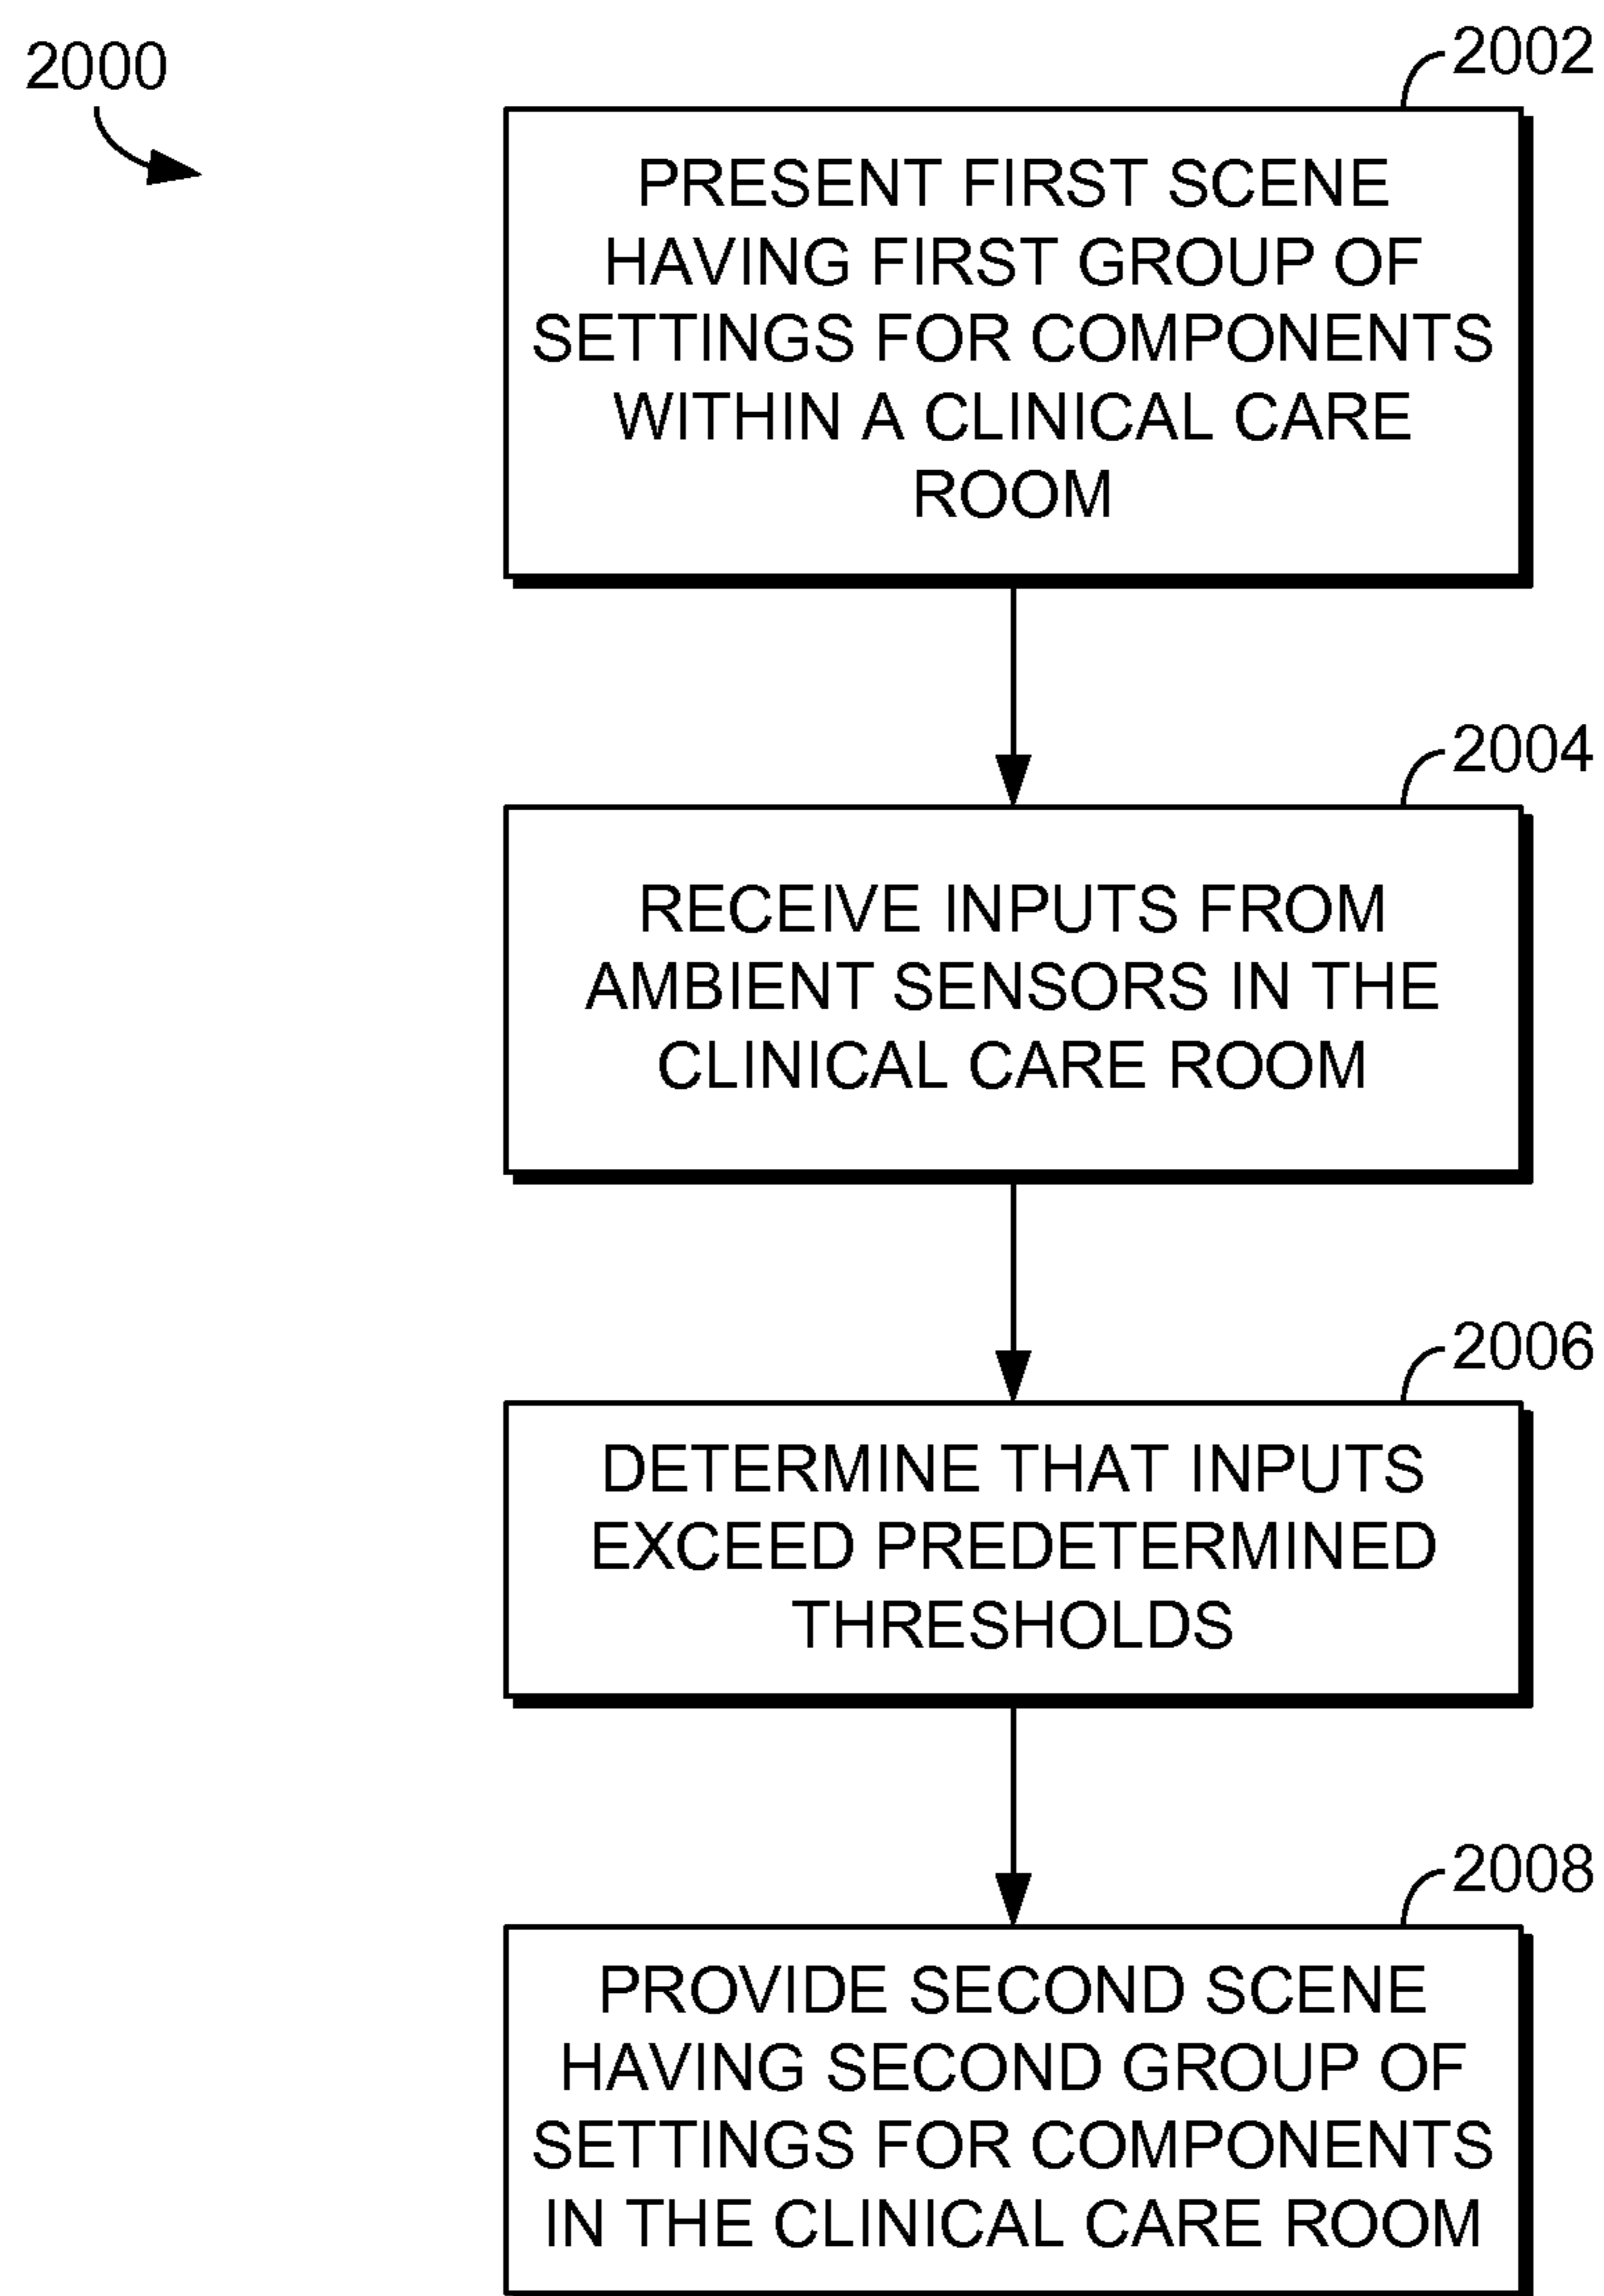 2000
2002
PRESENT FIRST SCENE
HAVING FIRST GROUP OF
SETTINGS FOR COMPONENTS
WITHIN A CLINICAL CARE
ROOM
2004
RECEIVE INPUTS FROM
AMBIENT SENSORS IN THE
CLINICAL CARE ROOM
2006
DETERMINE THAT INPUTS
EXCEED PREDETERMINED
THRESHOLDS
2008
PROVIDE SECOND SCENE
HAVING SECOND GROUP OF
SETTINGS FOR COMPONENTS
IN THE CLINICAL CARE ROOM